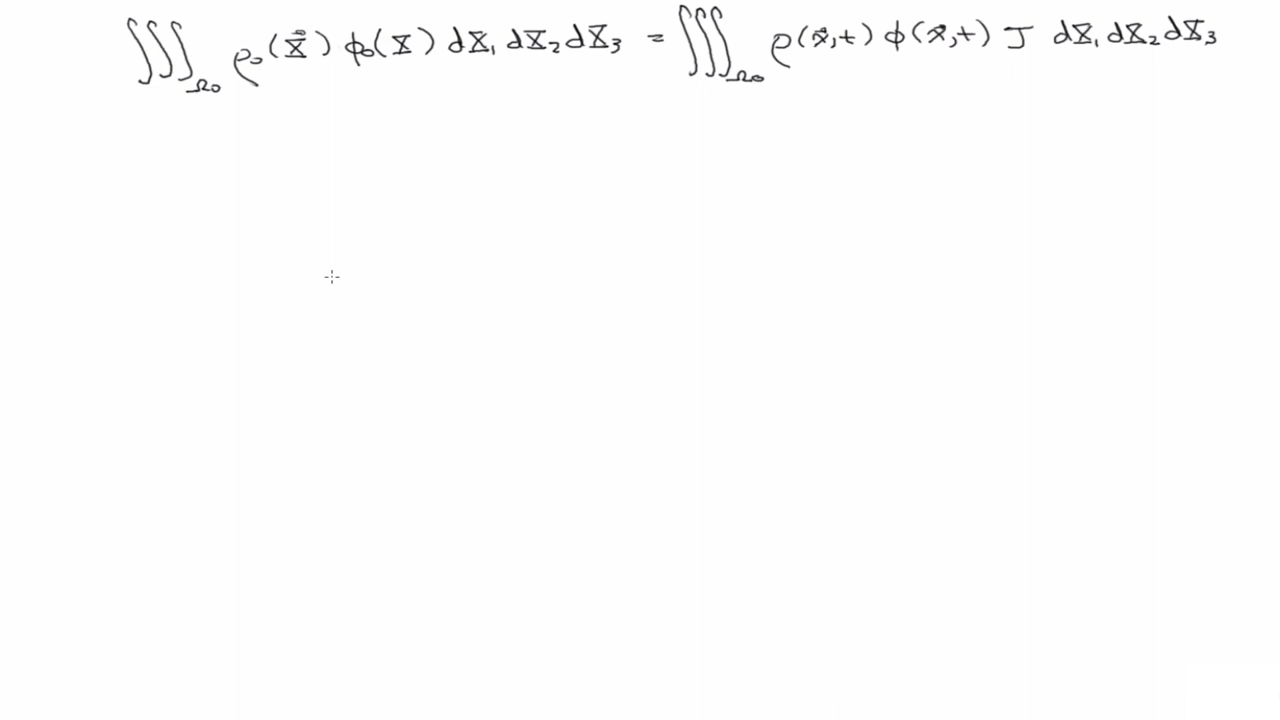 ∭_Ω₀ ρ₀(X⃗) ϕ₀(X) dX₁ dX₂ dX₃ = ∭_Ω₀ ρ(x⃗,t) ϕ(x⃗,t) J dX₁ dX₂ dX₃